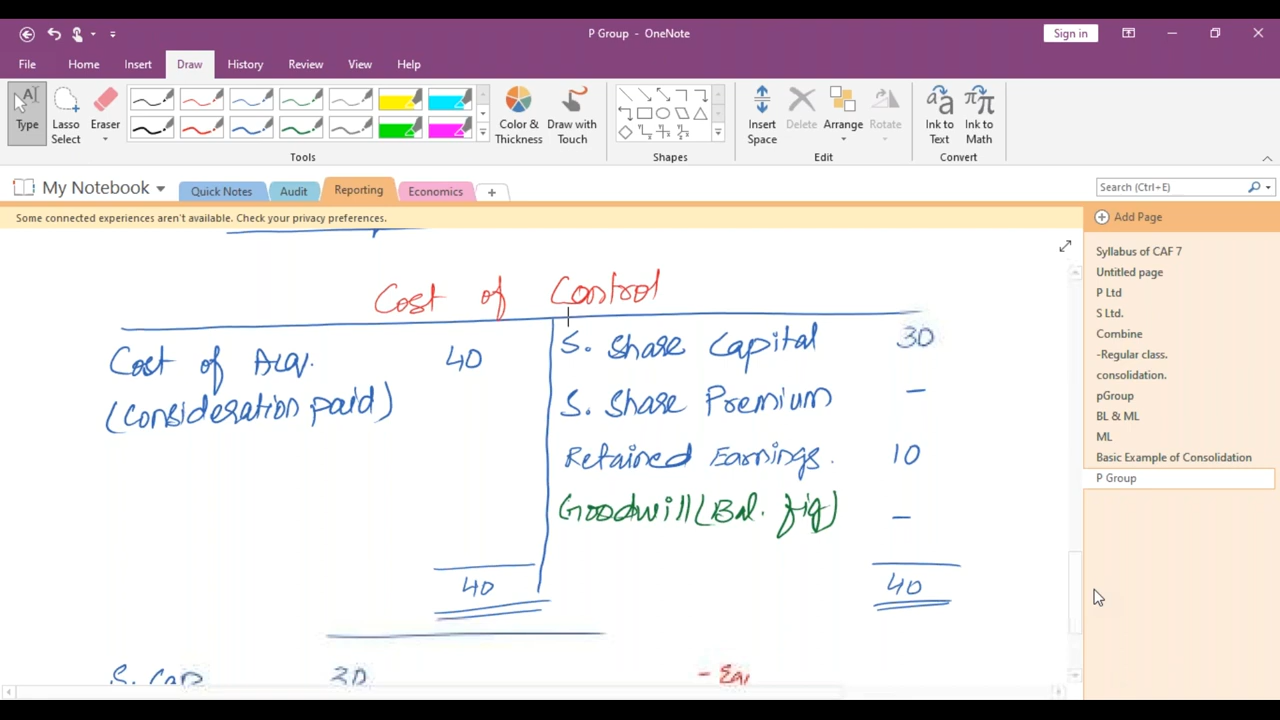 P Group - OneNote
Sign in
File Home Insert Draw History Review View Help
Type
Lasso Select
Eraser
Color & Thickness
Draw with Touch
Insert Space
Delete
Arrange
Rotate
Ink to Text
Ink to Math
Tools
Shapes
Edit
Convert
My Notebook
Quick Notes
Audit
Reporting
Economics
Search (Ctrl+E)
Some connected experiences aren't available. Check your privacy preferences.
Add Page
Syllabus of CAF 7
Untitled page
P Ltd
S Ltd.
Combine
-Regular class.
consolidation.
pGroup
BL & ML
ML
Basic Example of Consolidation
P Group
Cost of Control
Cost of Acq. 40
(Consideration paid)
40
S. Share Capital 30
S. Share Premium -
Retained Earnings. 10
Goodwill (Bal. fig) -
40
S. Cap 30